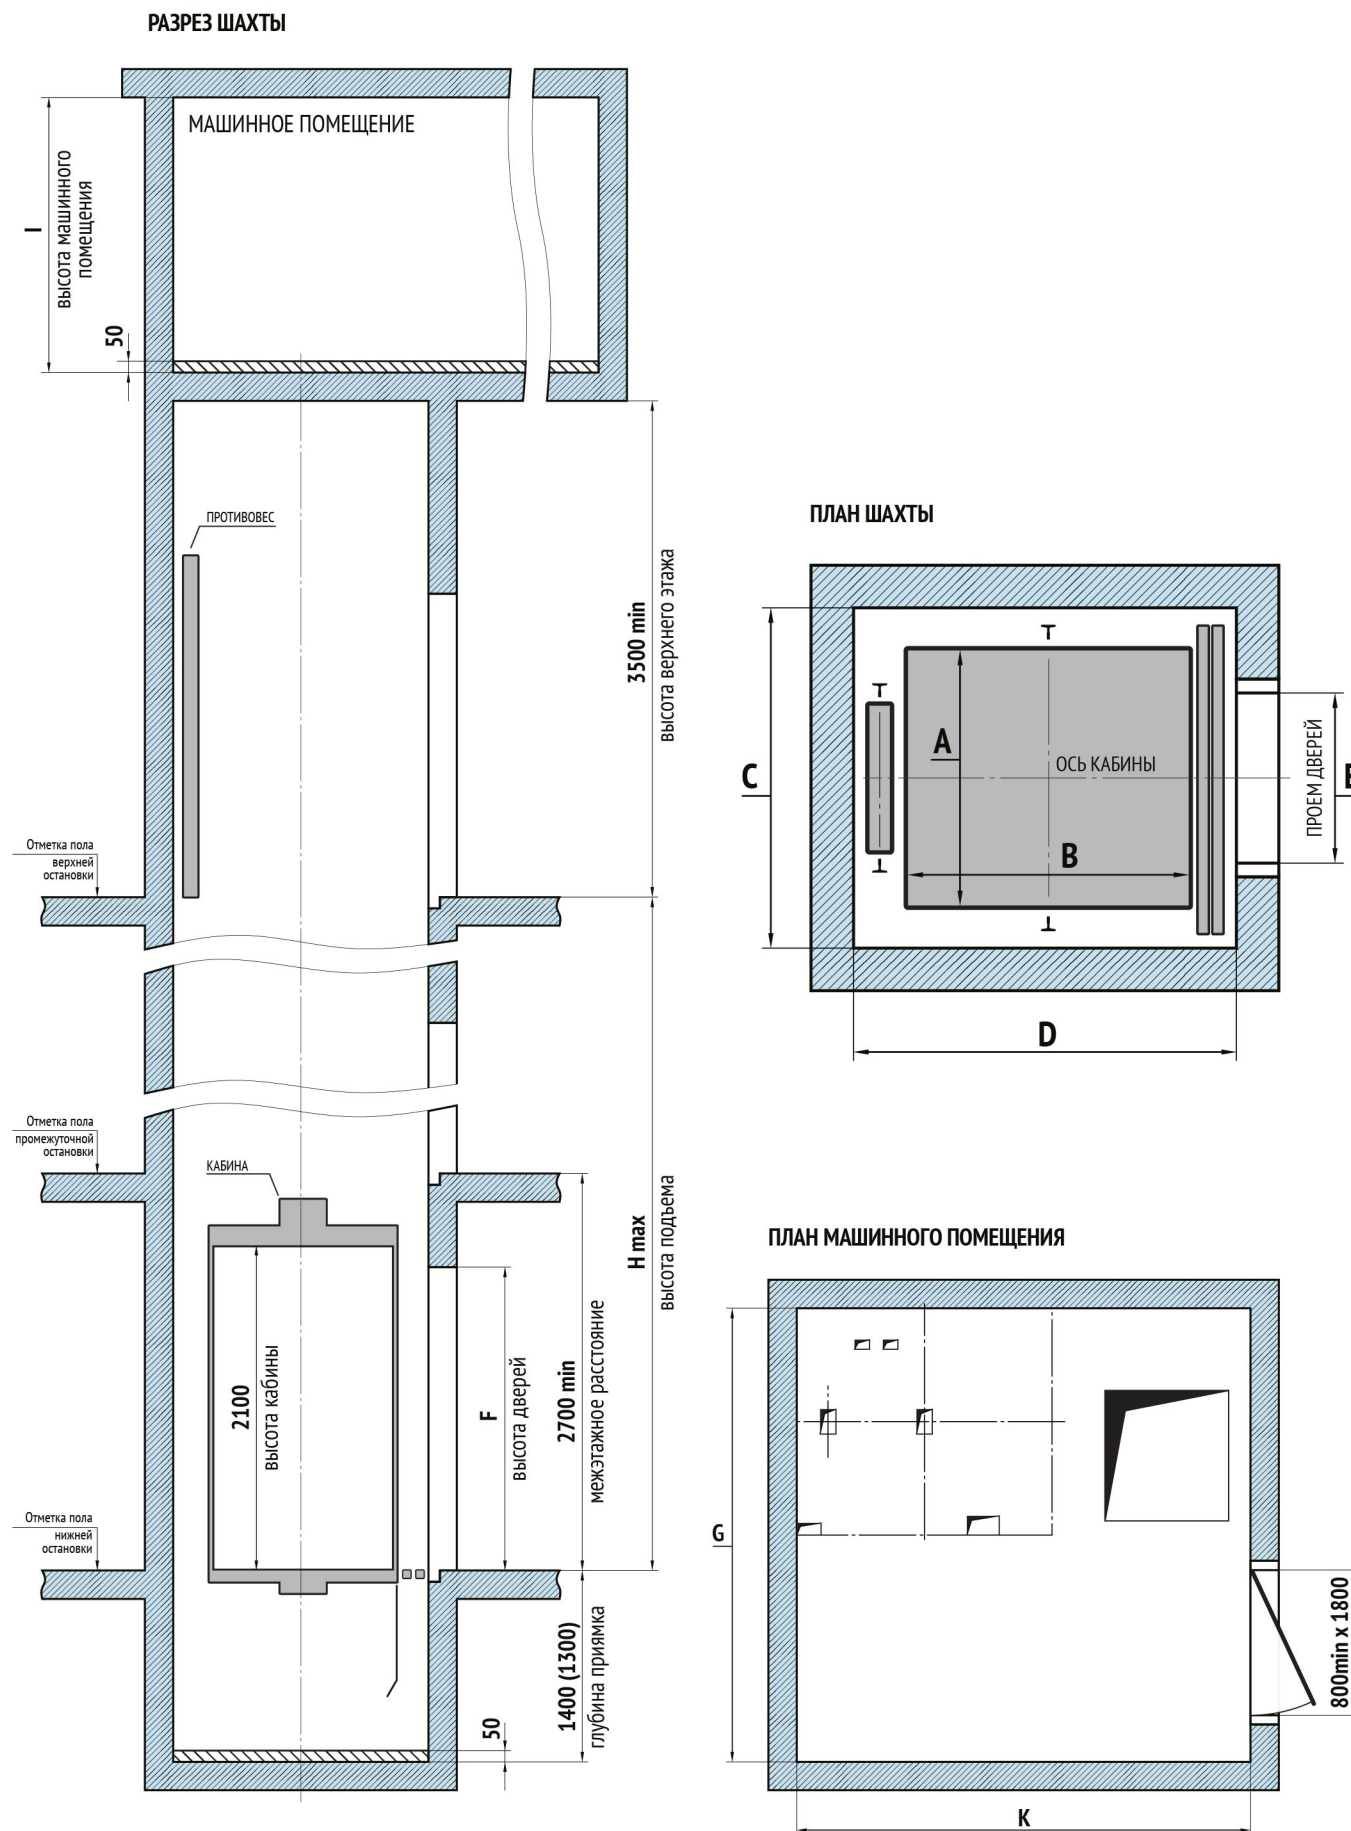 РАЗРЕЗ ШАХТЫ
МАШИННОЕ ПОМЕЩЕНИЕ
I
высота машинного
помещения
50
ПРОТИВОВЕС
3500 min
высота верхнего этажа
Отметка пола
верхней
остановки
Отметка пола
промежуточной
остановки
КАБИНА
H max
высота подъема
2100
высота кабины
F
высота дверей
2700 min
межэтажное расстояние
Отметка пола
нижней
остановки
1400 (1300)
глубина приямка
50
ПЛАН ШАХТЫ
A
ОСЬ КАБИНЫ
C
B
ПРОЕМ ДВЕРЕЙ
D
ПЛАН МАШИННОГО ПОМЕЩЕНИЯ
G
800min x 1800
K